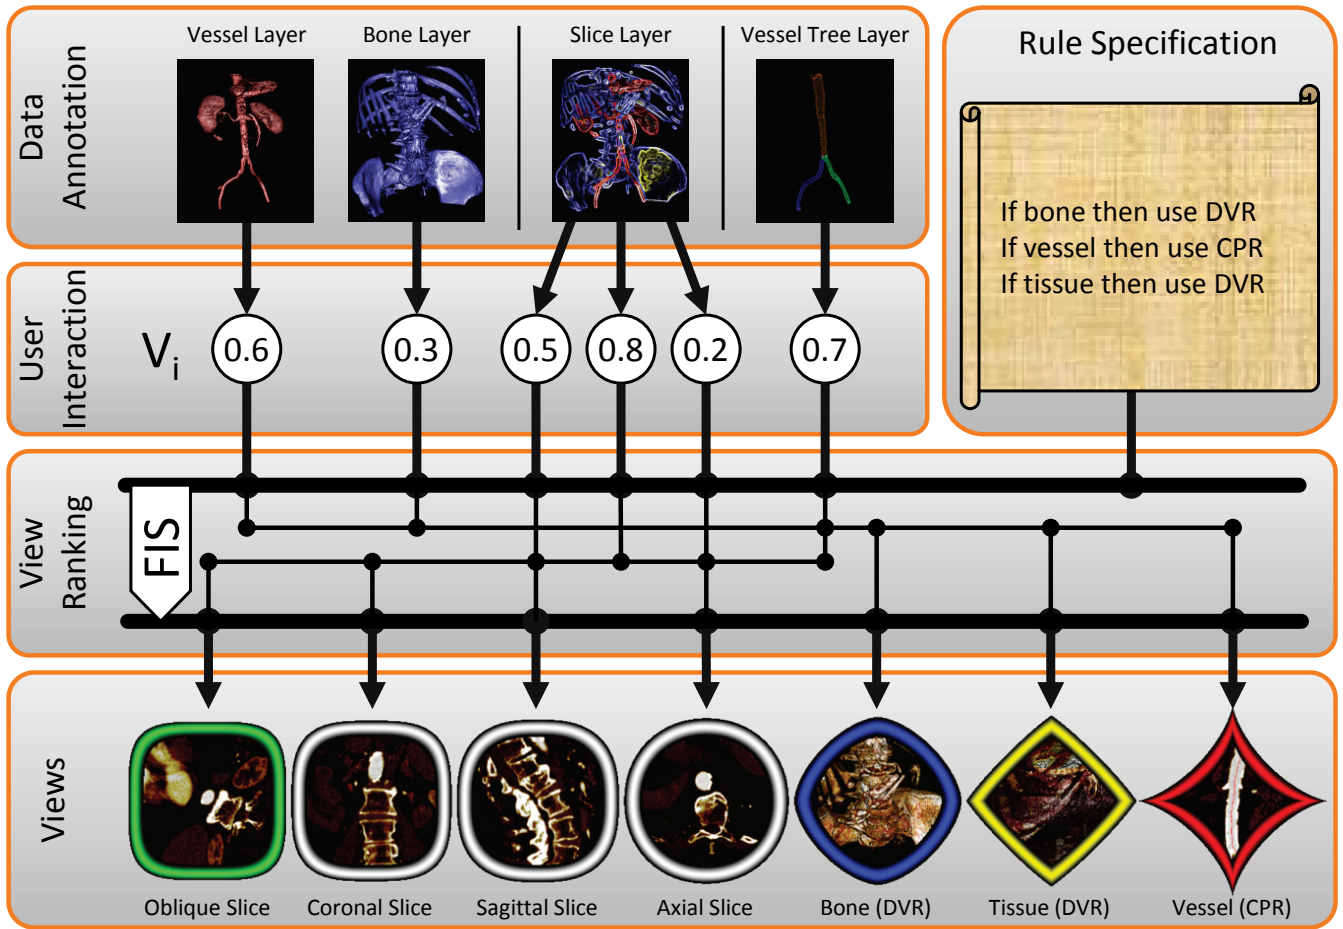 Data
Annotation
Vessel Layer
Bone Layer
Slice Layer
Vessel Tree Layer
Rule Specification
If bone then use DVR
If vessel then use CPR
If tissue then use DVR
User
Interaction
Vi
0.6
0.3
0.5
0.8
0.2
0.7
View
Ranking
FIS
Views
Oblique Slice
Coronal Slice
Sagittal Slice
Axial Slice
Bone (DVR)
Tissue (DVR)
Vessel (CPR)